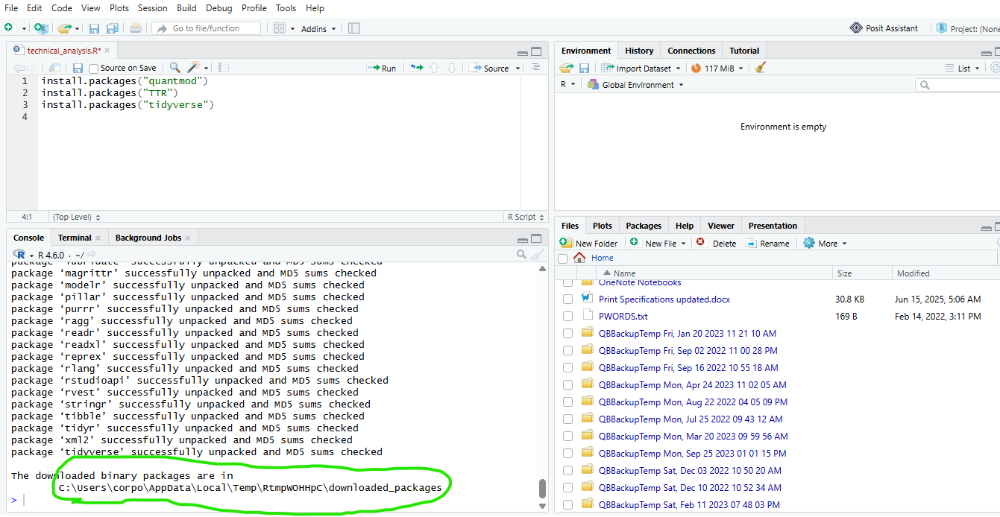 File Edit Code View Plots Session Build Debug Profile Tools Help
Go to file/function Addins Posit Assistant Project: (None
technical_analysis.R*
Source on Save Run Source
1 install.packages("quantmod")
2 install.packages("TTR")
3 install.packages("tidyverse")
4
4:1 (Top Level) R Script
Console Terminal Background Jobs
R 4.6.0 · ~/
package ‘lubridate’ successfully unpacked and MD5 sums checked
package ‘magrittr’ successfully unpacked and MD5 sums checked
package ‘modelr’ successfully unpacked and MD5 sums checked
package ‘pillar’ successfully unpacked and MD5 sums checked
package ‘purrr’ successfully unpacked and MD5 sums checked
package ‘ragg’ successfully unpacked and MD5 sums checked
package ‘readr’ successfully unpacked and MD5 sums checked
package ‘readxl’ successfully unpacked and MD5 sums checked
package ‘reprex’ successfully unpacked and MD5 sums checked
package ‘rlang’ successfully unpacked and MD5 sums checked
package ‘rstudioapi’ successfully unpacked and MD5 sums checked
package ‘rvest’ successfully unpacked and MD5 sums checked
package ‘stringr’ successfully unpacked and MD5 sums checked
package ‘tibble’ successfully unpacked and MD5 sums checked
package ‘tidyr’ successfully unpacked and MD5 sums checked
package ‘xml2’ successfully unpacked and MD5 sums checked
package ‘tidyverse’ successfully unpacked and MD5 sums checked
The downloaded binary packages are in
C:\Users\corpo\AppData\Local\Temp\RtmpWOHHpC\downloaded_packages
>
Environment History Connections Tutorial
Import Dataset 117 MiB List
R Global Environment
Environment is empty
Files Plots Packages Help Viewer Presentation
New Folder New File Delete Rename More
Home
Name Size Modified
OneNote Notebooks
Print Specifications updated.docx 30.8 KB Jun 15, 2025, 5:06 AM
PWORDS.txt 169 B Feb 14, 2022, 3:11 PM
QBBackupTemp Fri, Jan 20 2023 11 21 10 AM
QBBackupTemp Fri, Sep 02 2022 11 00 28 PM
QBBackupTemp Fri, Sep 16 2022 10 55 18 AM
QBBackupTemp Mon, Apr 24 2023 11 02 05 AM
QBBackupTemp Mon, Aug 22 2022 04 05 09 PM
QBBackupTemp Mon, Jul 25 2022 09 43 12 AM
QBBackupTemp Mon, Mar 20 2023 09 59 56 AM
QBBackupTemp Mon, Sep 25 2023 01 01 15 PM
QBBackupTemp Sat, Dec 03 2022 10 50 20 AM
QBBackupTemp Sat, Dec 10 2022 10 52 34 AM
QBBackupTemp Sat, Feb 11 2023 07 48 03 PM